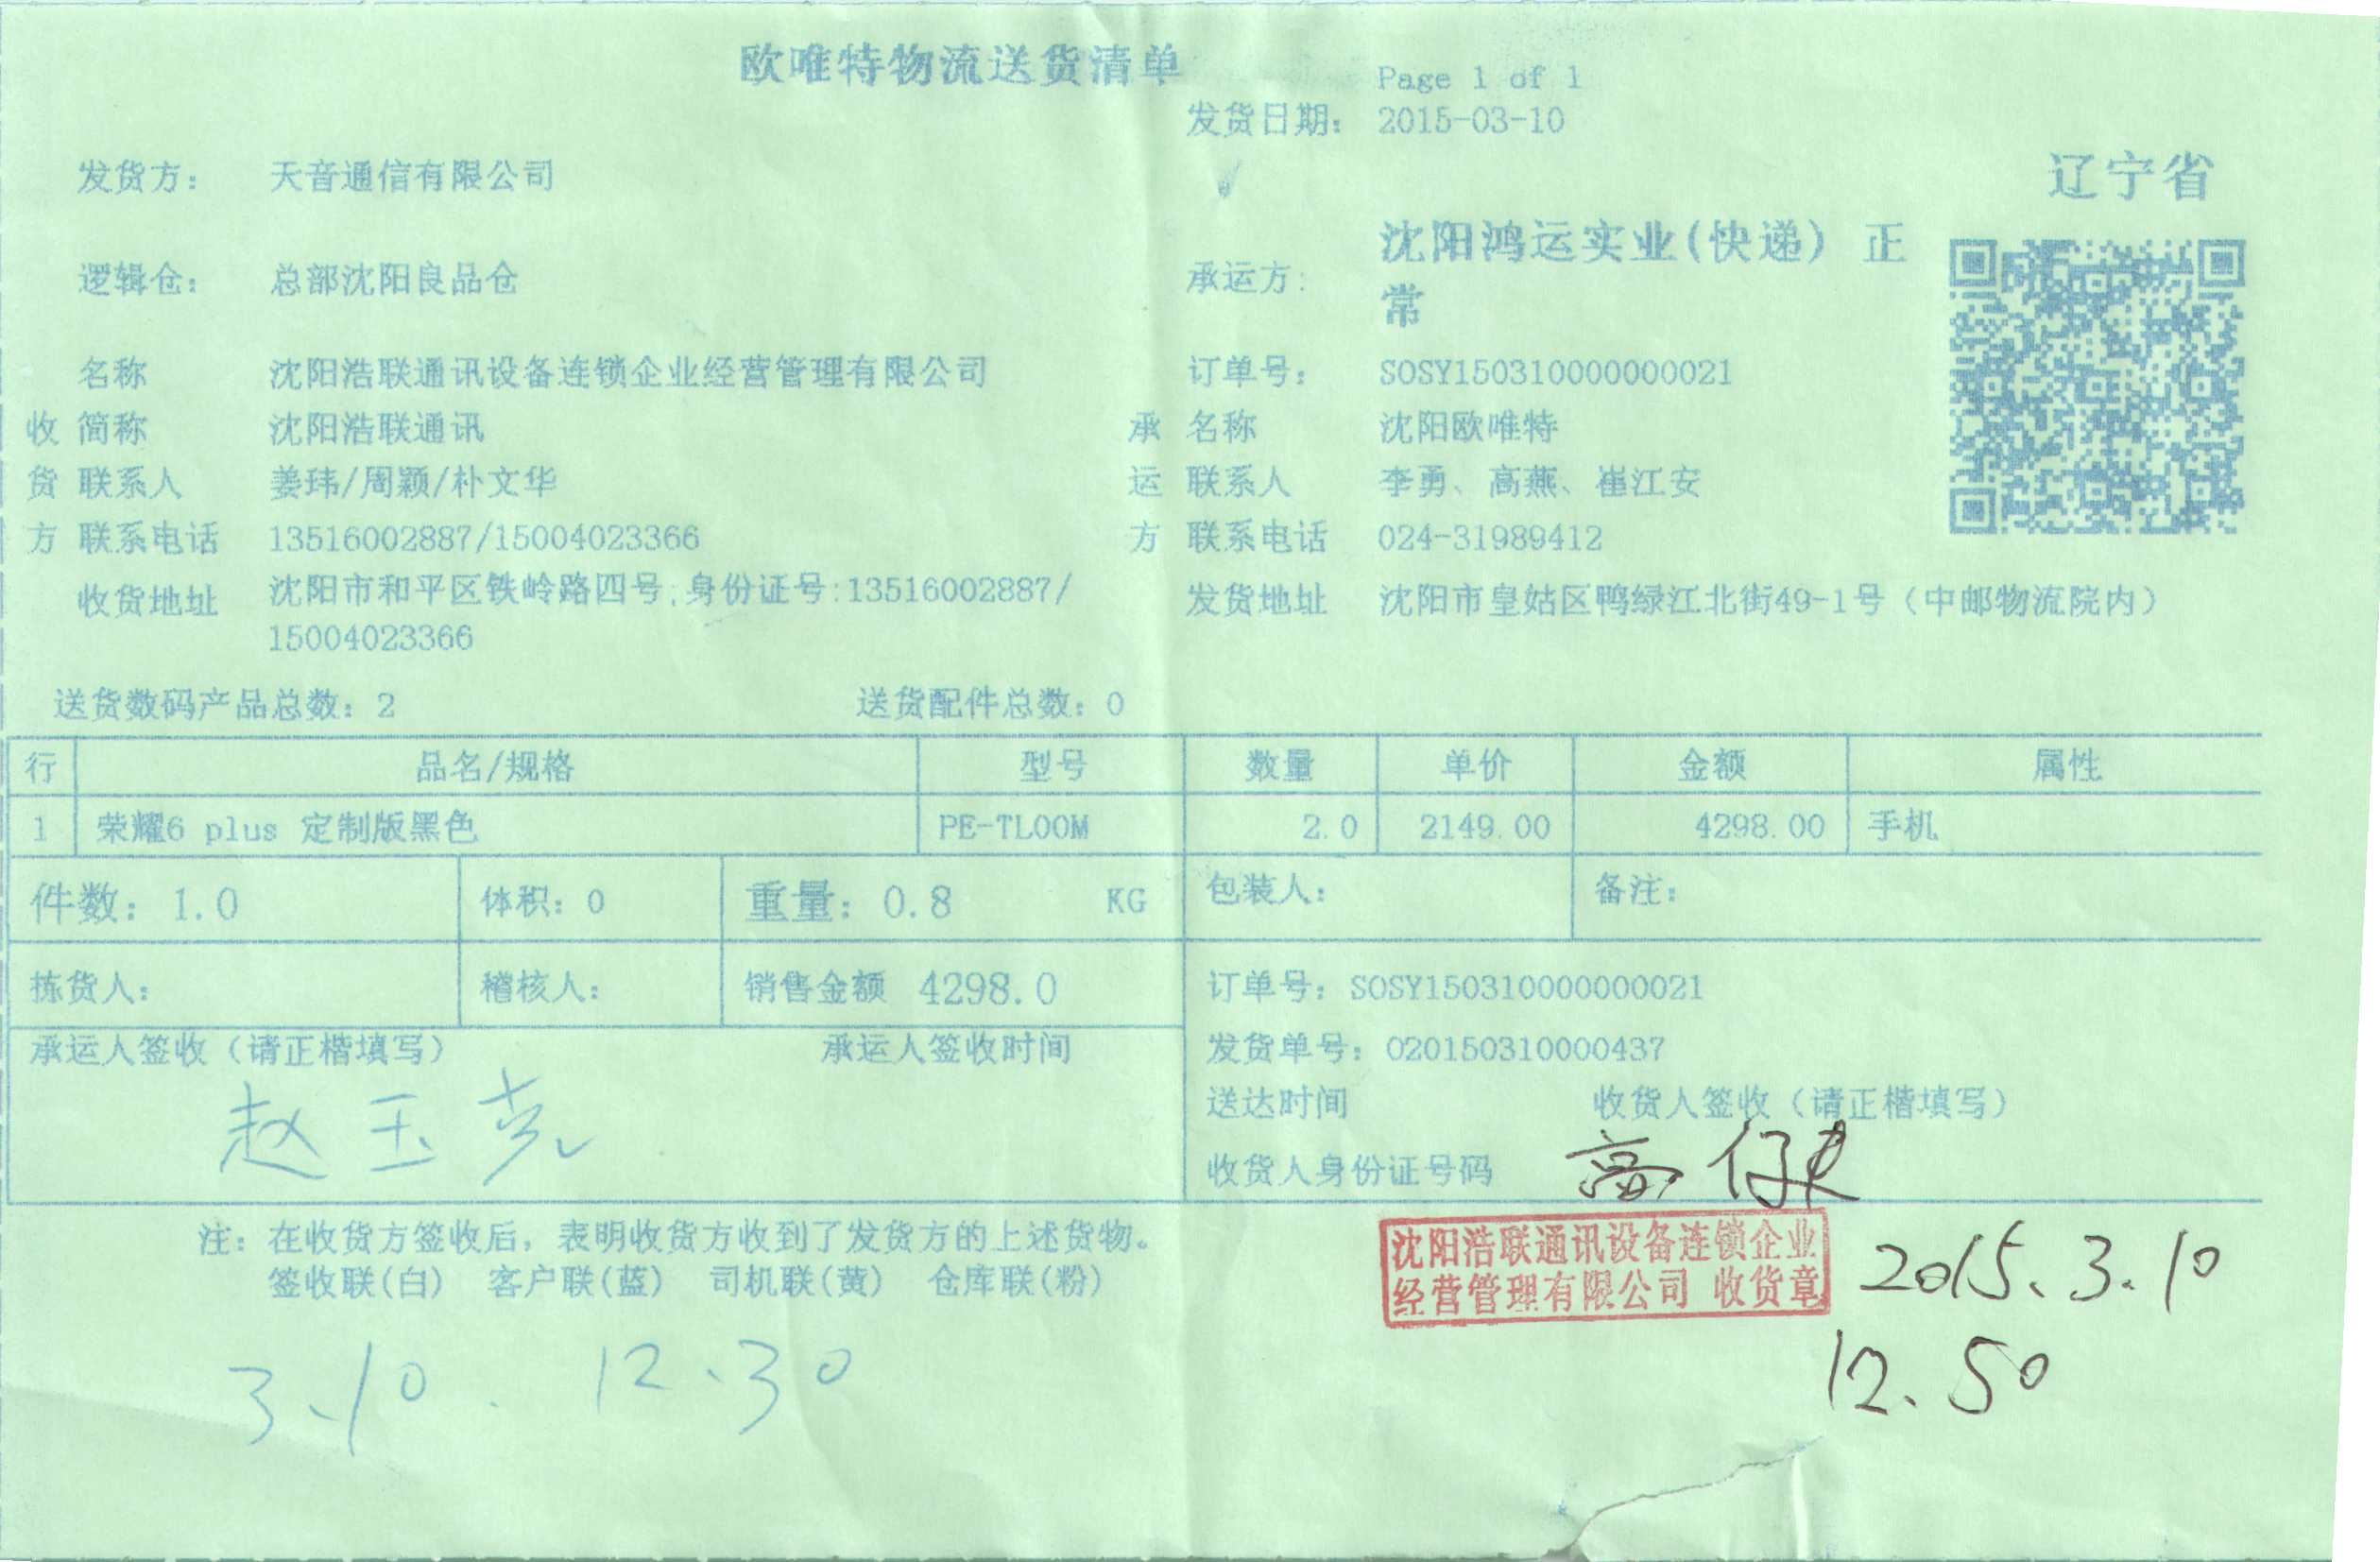 欧唯特物流送货清单
Page 1 of 1
发货日期: 2015-03-10
发货方: 天音通信有限公司
辽宁省
逻辑仓: 总部沈阳良品仓
承运方: 沈阳鸿运实业(快递) 正
常
名称 沈阳浩联通讯设备连锁企业经营管理有限公司
订单号: SOSY150310000000021
收 简称 沈阳浩联通讯
承 名称 沈阳欧唯特
货 联系人 姜玮/周颖/朴文华
运 联系人 李勇、高燕、崔江安
方 联系电话 13516002887/15004023366
方 联系电话 024-31989412
收货地址 沈阳市和平区铁岭路四号;身份证号:13516002887/
15004023366
发货地址 沈阳市皇姑区鸭绿江北街49-1号（中邮物流院内）
送货数码产品总数: 2 送货配件总数: 0
行 品名/规格 型号 数量 单价 金额 属性
1 荣耀6 plus 定制版黑色 PE-TL00M 2.0 2149.00 4298.00 手机
件数: 1.0 体积: 0 重量: 0.8 KG 包装人: 备注:
拣货人: 稽核人: 销售金额 4298.0 订单号: SOSY150310000000021
承运人签收（请正楷填写） 承运人签收时间
发货单号: 020150310000437
送达时间 收货人签收（请正楷填写）
赵玉
收货人身份证号码
高
注: 在收货方签收后, 表明收货方收到了发货方的上述货物。
签收联(白) 客户联(蓝) 司机联(黄) 仓库联(粉)
沈阳浩联通讯设备连锁企业
经营管理有限公司 收货章
2015.3.10
12.50
3.10. 12.30